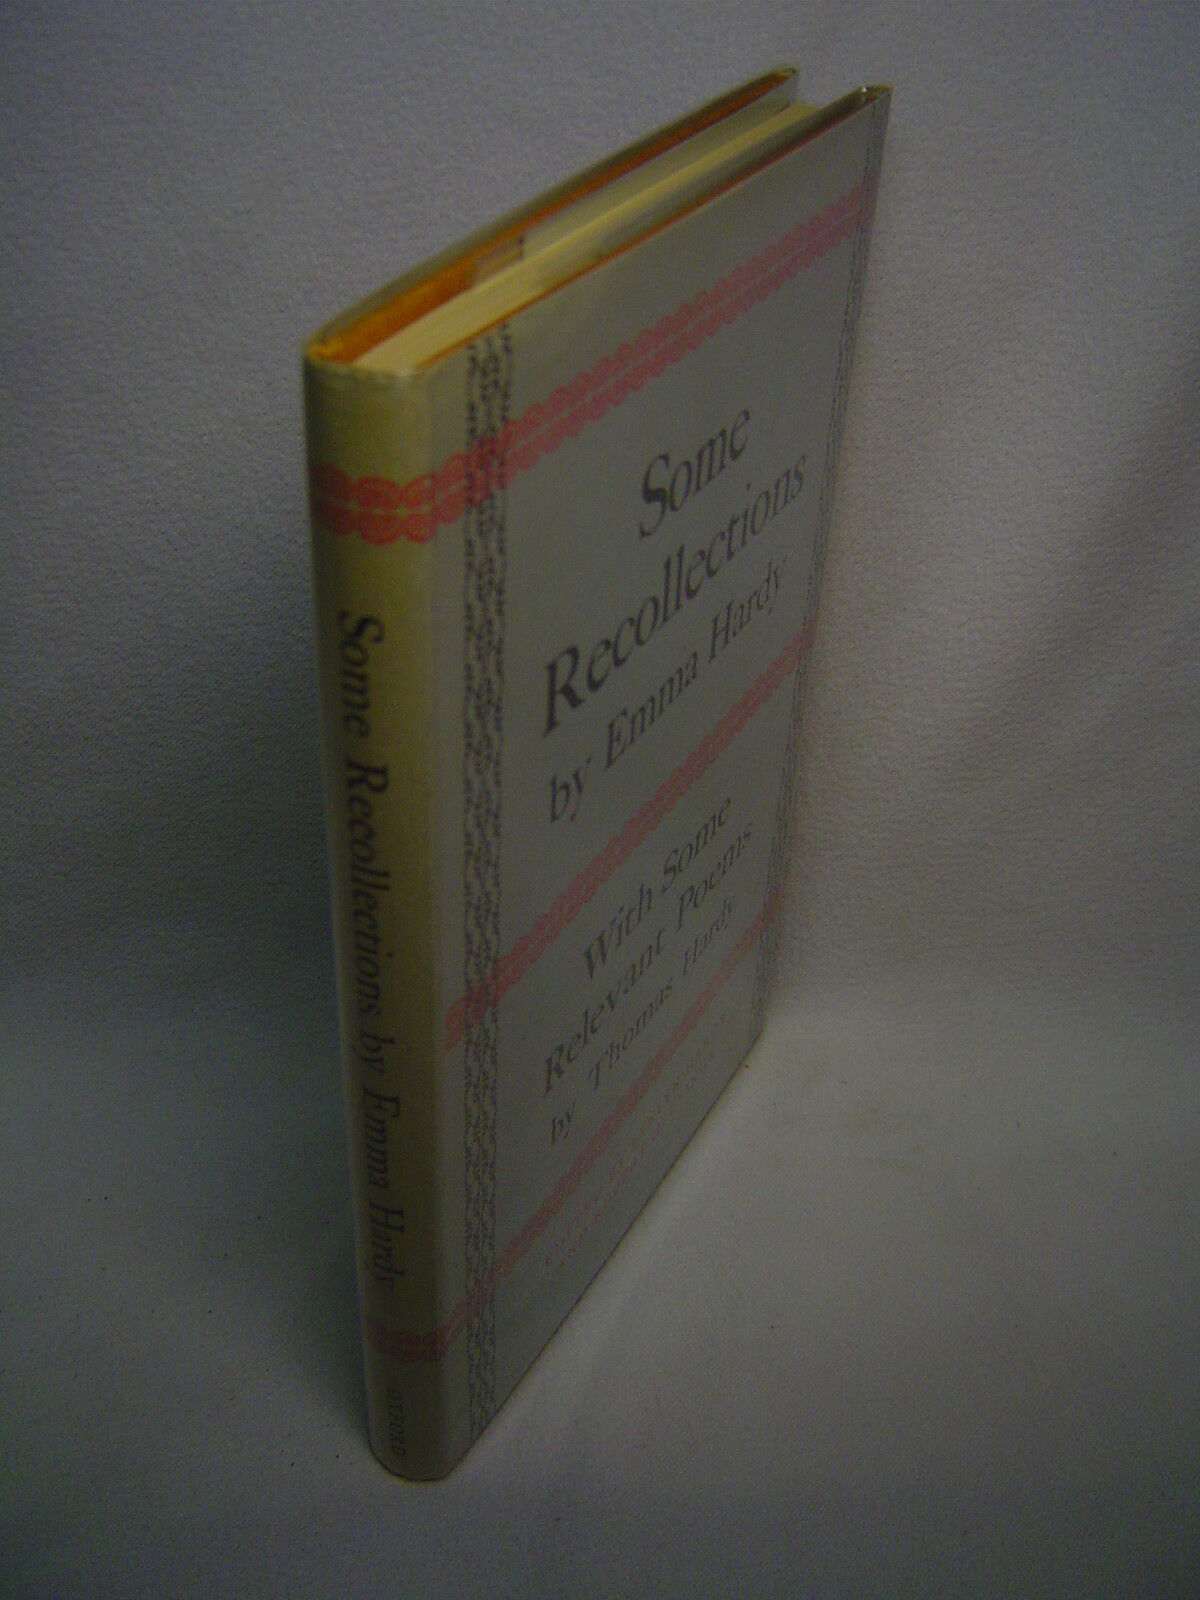 Some
Recollections
by Emma Hardy
With Some
Relevant Poems
by Thomas Hardy
Some Recollections by Emma Hardy
OXFORD